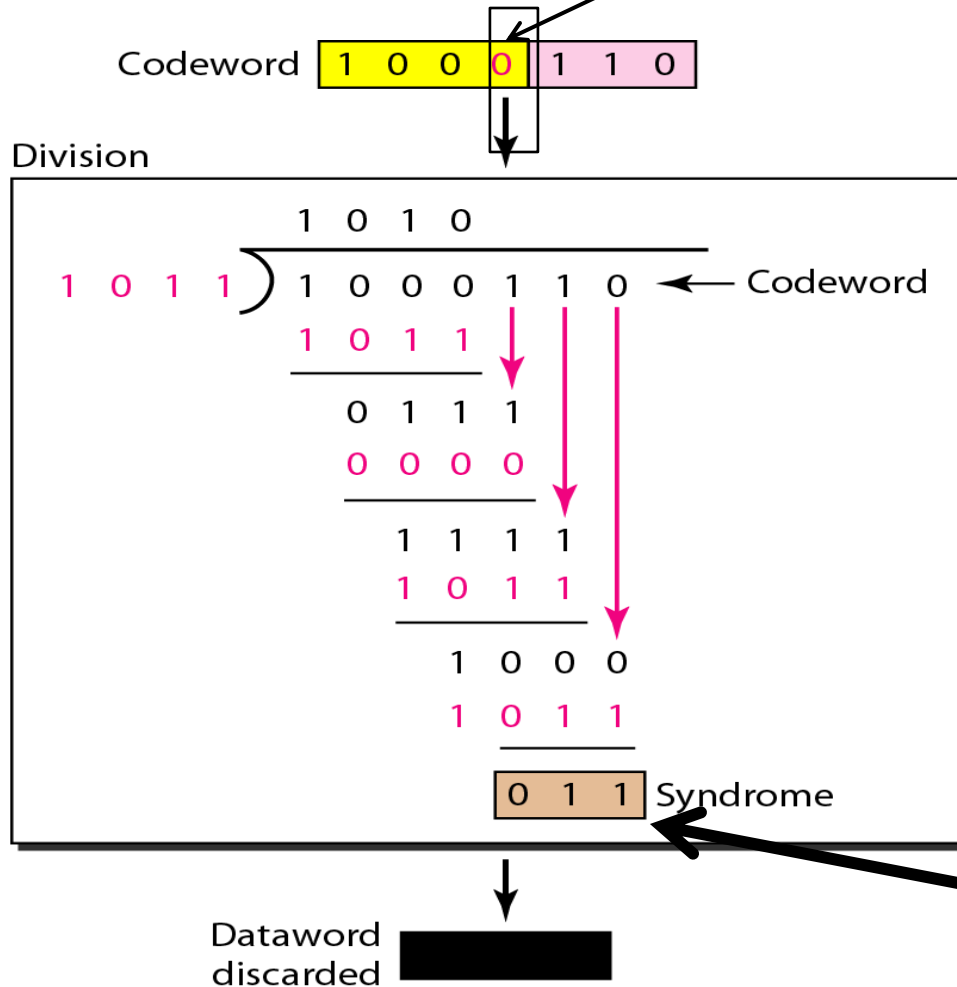 Codeword 1 0 0 0 1 1 0
Division
1 0 1 0
1 0 1 1 1 0 0 0 1 1 0 Codeword
1 0 1 1
0 1 1 1
0 0 0 0
1 1 1 1
1 0 1 1
1 0 0 0
1 0 1 1
0 1 1 Syndrome
Dataword
discarded